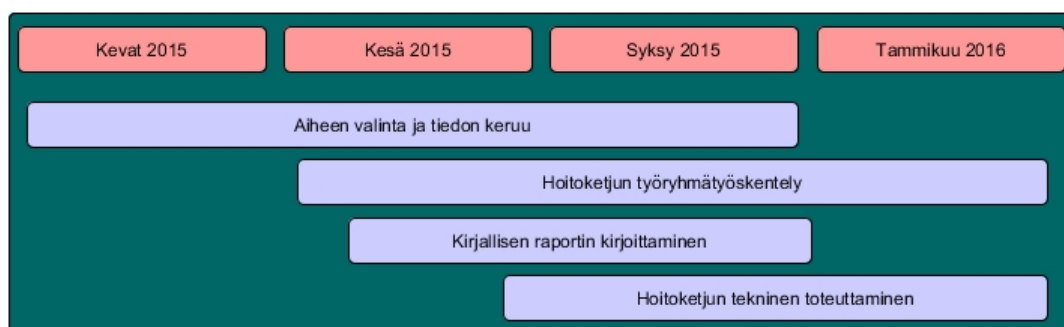 Kevat 2015
Kesä 2015
Syksy 2015
Tammikuu 2016
Aiheen valinta ja tiedon keruu
Hoitoketjun työryhmätyöskentely
Kirjallisen raportin kirjoittaminen
Hoitoketjun tekninen toteuttaminen